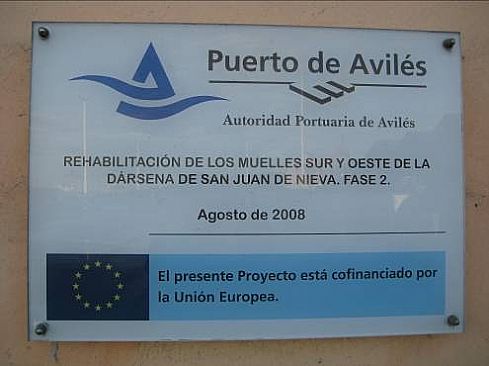 Puerto de Avilés
Autoridad Portuaria de Avilés
REHABILITACIÓN DE LOS MUELLES SUR Y OESTE DE LA
DÁRSENA DE SAN JUAN DE NIEVA. FASE 2.
Agosto de 2008
El presente Proyecto está cofinanciado por
la Unión Europea.